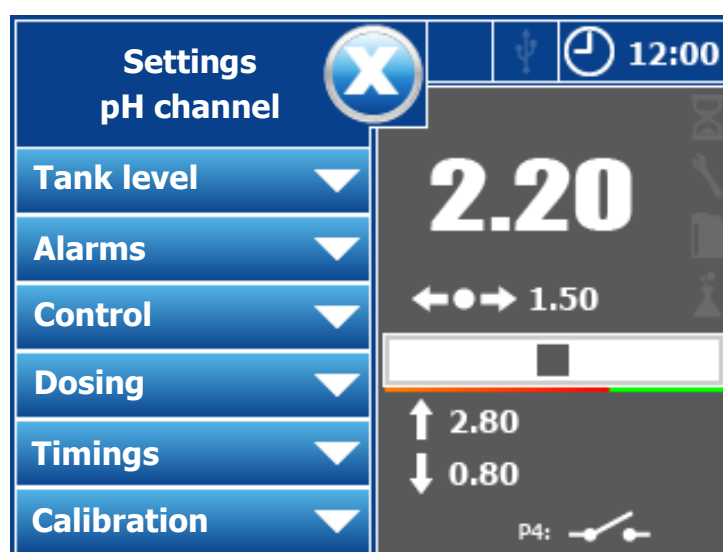 Settings
pH channel
Tank level
Alarms
Control
Dosing
Timings
Calibration
12:00
2.20
1.50
2.80
0.80
P4: